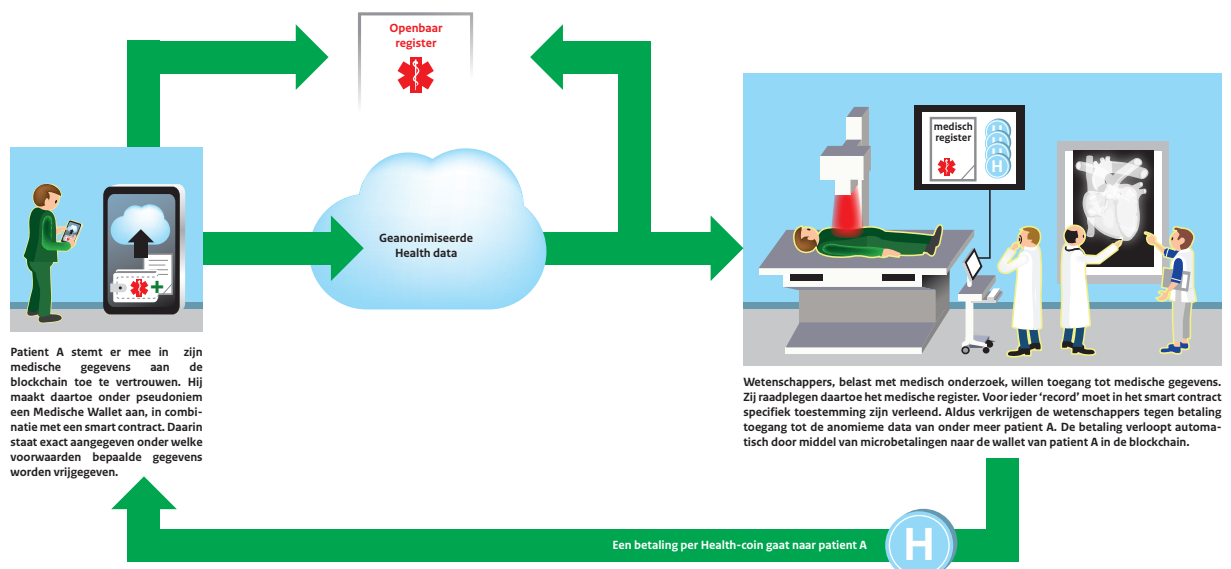 Openbaar
register
medisch
register
H
H
H
H
Geanonimiseerde
Health data
Patient A stemt er mee in zijn
medische gegevens aan de
blockchain toe te vertrouwen. Hij
maakt daartoe onder pseudoniem
een Medische Wallet aan, in combi-
natie met een smart contract. Daarin
staat exact aangegeven onder welke
voorwaarden bepaalde gegevens
worden vrijgegeven.
Wetenschappers, belast met medisch onderzoek, willen toegang tot medische gegevens.
Zij raadplegen daartoe het medische register. Voor ieder ‘record’ moet in het smart contract
specifiek toestemming zijn verleend. Aldus verkrijgen de wetenschappers tegen betaling
toegang tot de anomieme data van onder meer patient A. De betaling verloopt automa-
tisch door middel van microbetalingen naar de wallet van patient A in de blockchain.
Een betaling per Health-coin gaat naar patient A
H